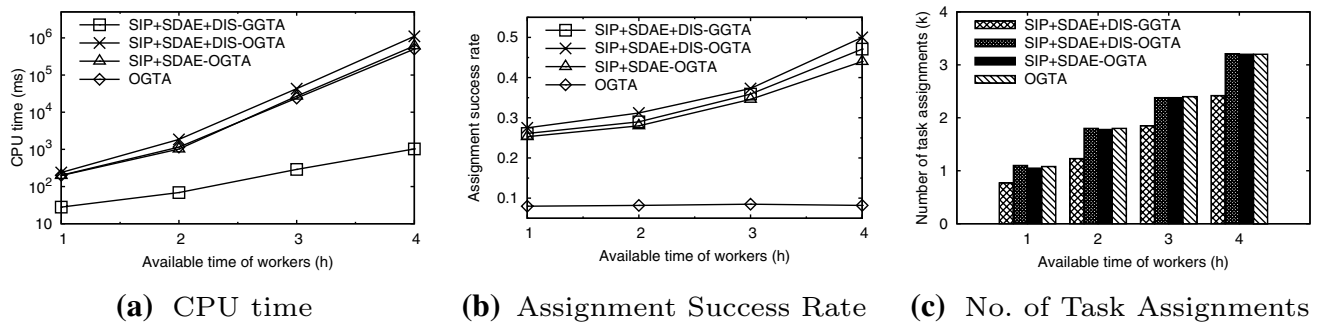 SIP+SDAE+DIS-GGTA
SIP+SDAE+DIS-OGTA
SIP+SDAE-OGTA
OGTA
10⁶
10⁵
10⁴
10³
10²
10
CPU time (ms)
1 2 3 4
Available time of workers (h)
(a) CPU time
SIP+SDAE+DIS-GGTA
SIP+SDAE+DIS-OGTA
SIP+SDAE-OGTA
OGTA
0.5
0.4
0.3
0.2
0.1
Assignment success rate
1 2 3 4
Available time of workers (h)
(b) Assignment Success Rate
SIP+SDAE+DIS-GGTA
SIP+SDAE+DIS-OGTA
SIP+SDAE-OGTA
OGTA
4
3
2
1
0
Number of task assignments (k)
1 2 3 4
Available time of workers (h)
(c) No. of Task Assignments